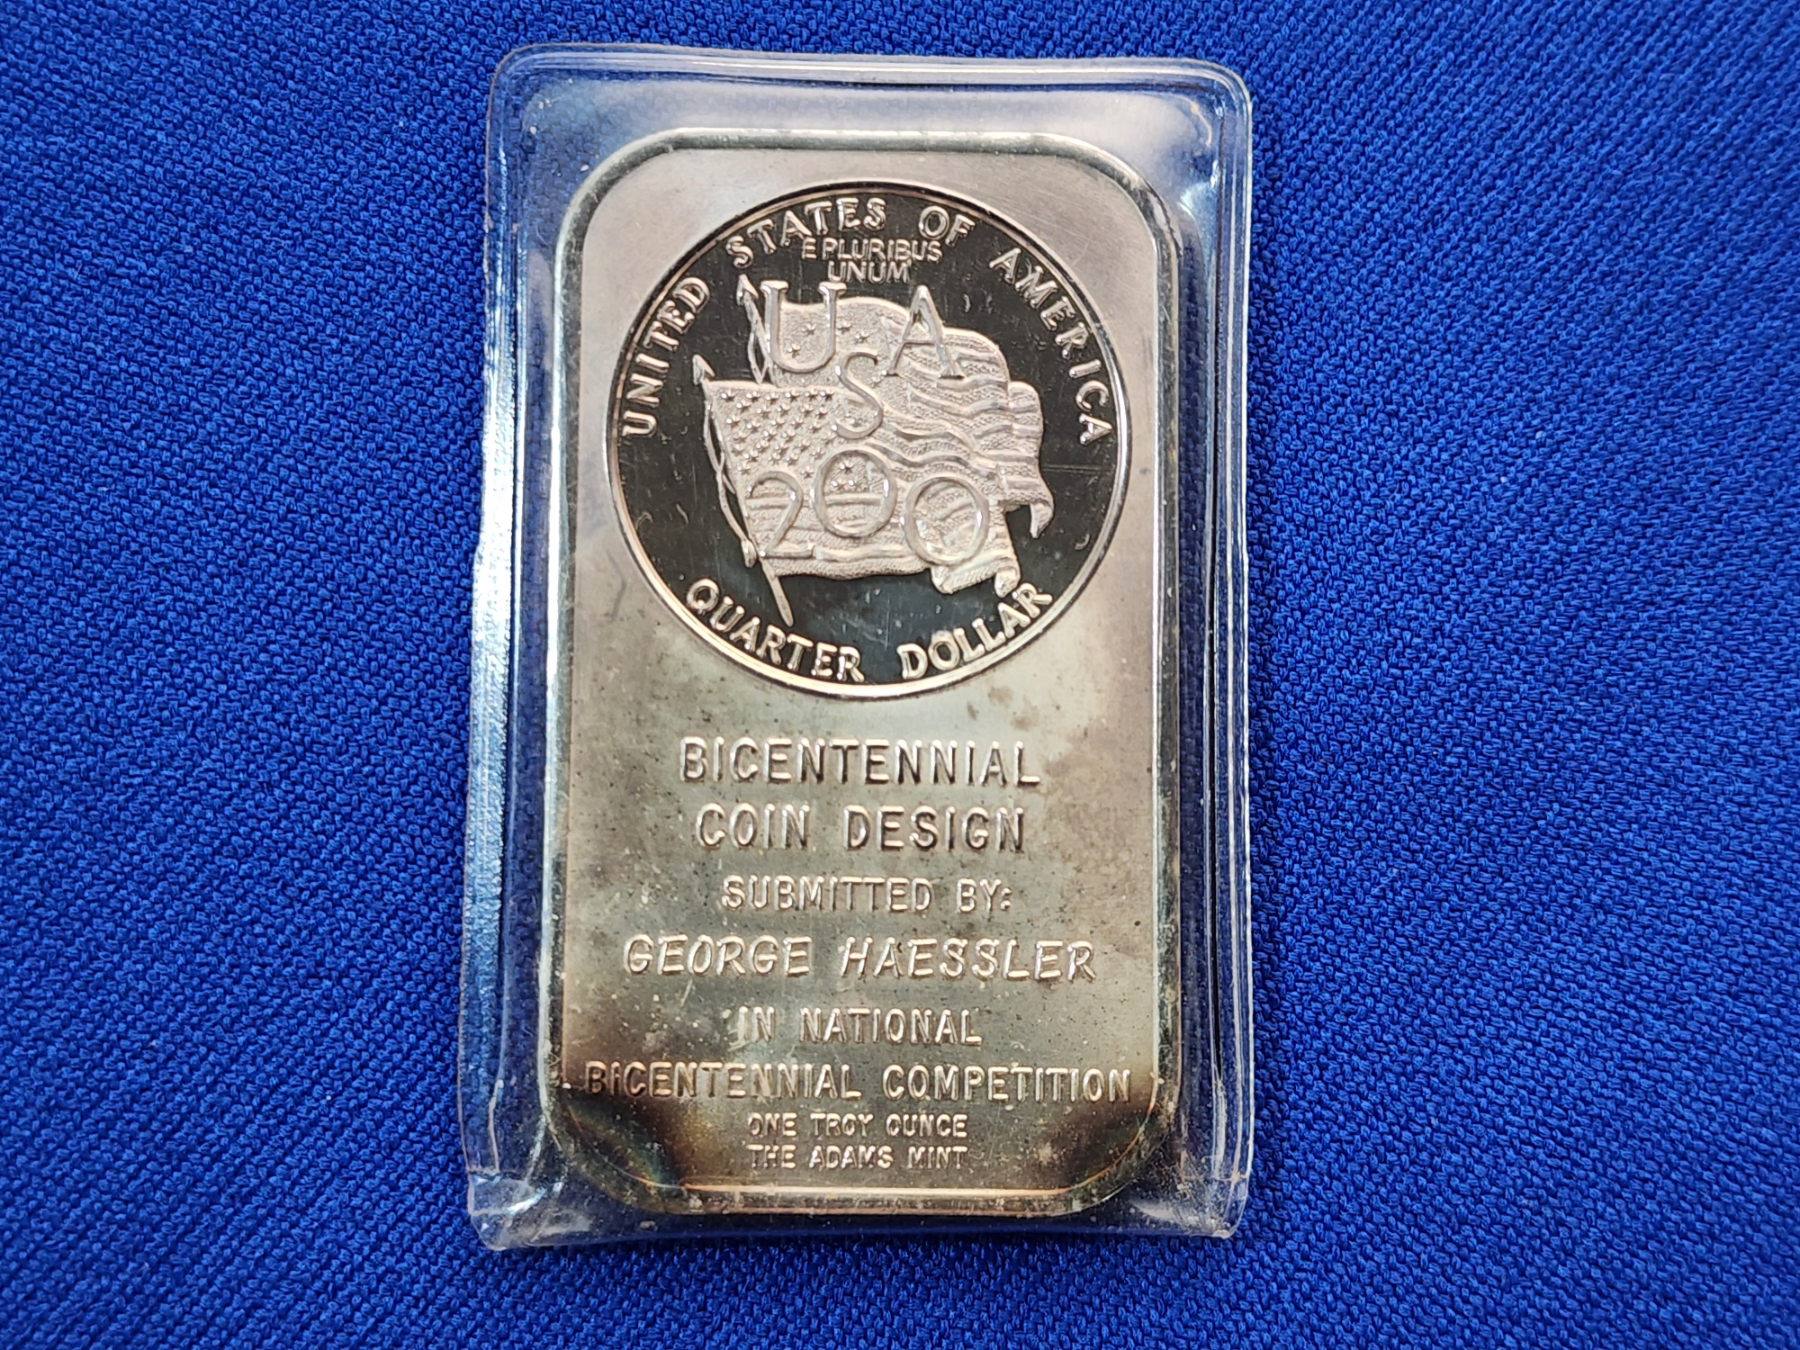 UNITED STATES OF AMERICA
E PLURIBUS
UNUM
USA
200
QUARTER DOLLAR
BICENTENNIAL
COIN DESIGN
SUBMITTED BY:
GEORGE HAESSLER
IN NATIONAL
BICENTENNIAL COMPETITION
ONE TROY OUNCE
THE ADAMS MINT